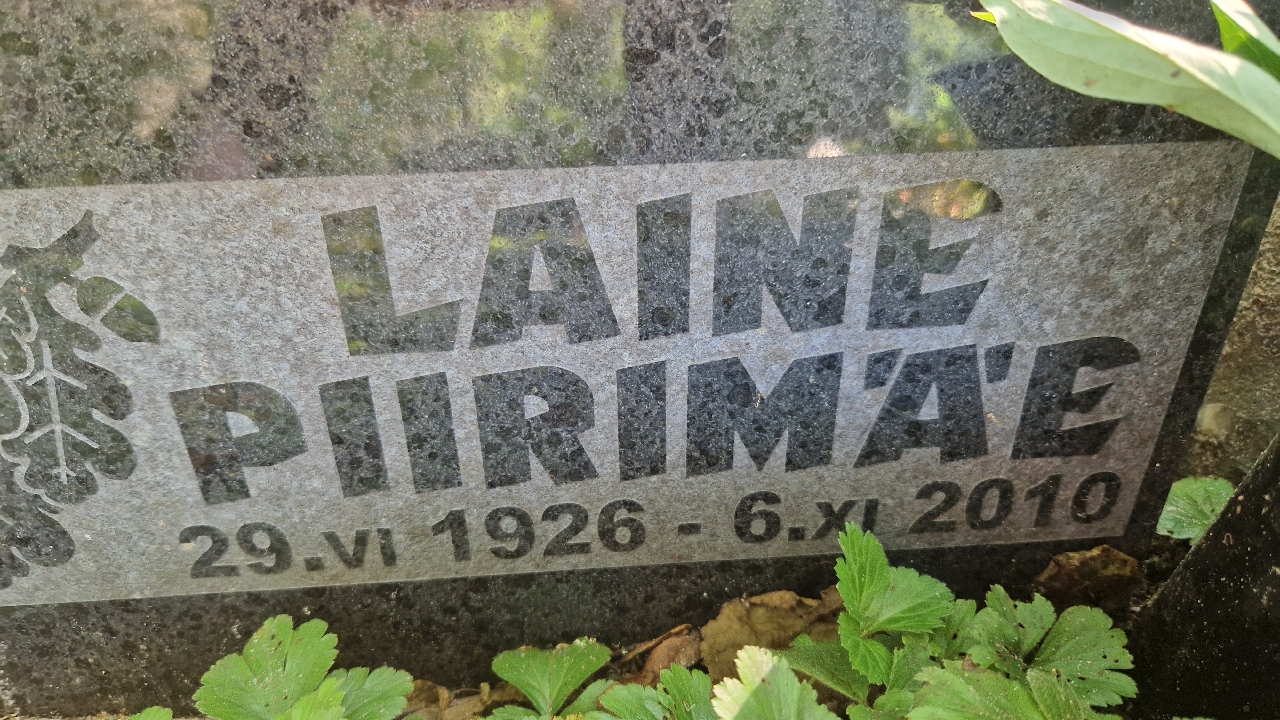 LAINE
PIIRIMÄE
29.VI 1926 - 6.XI 2010